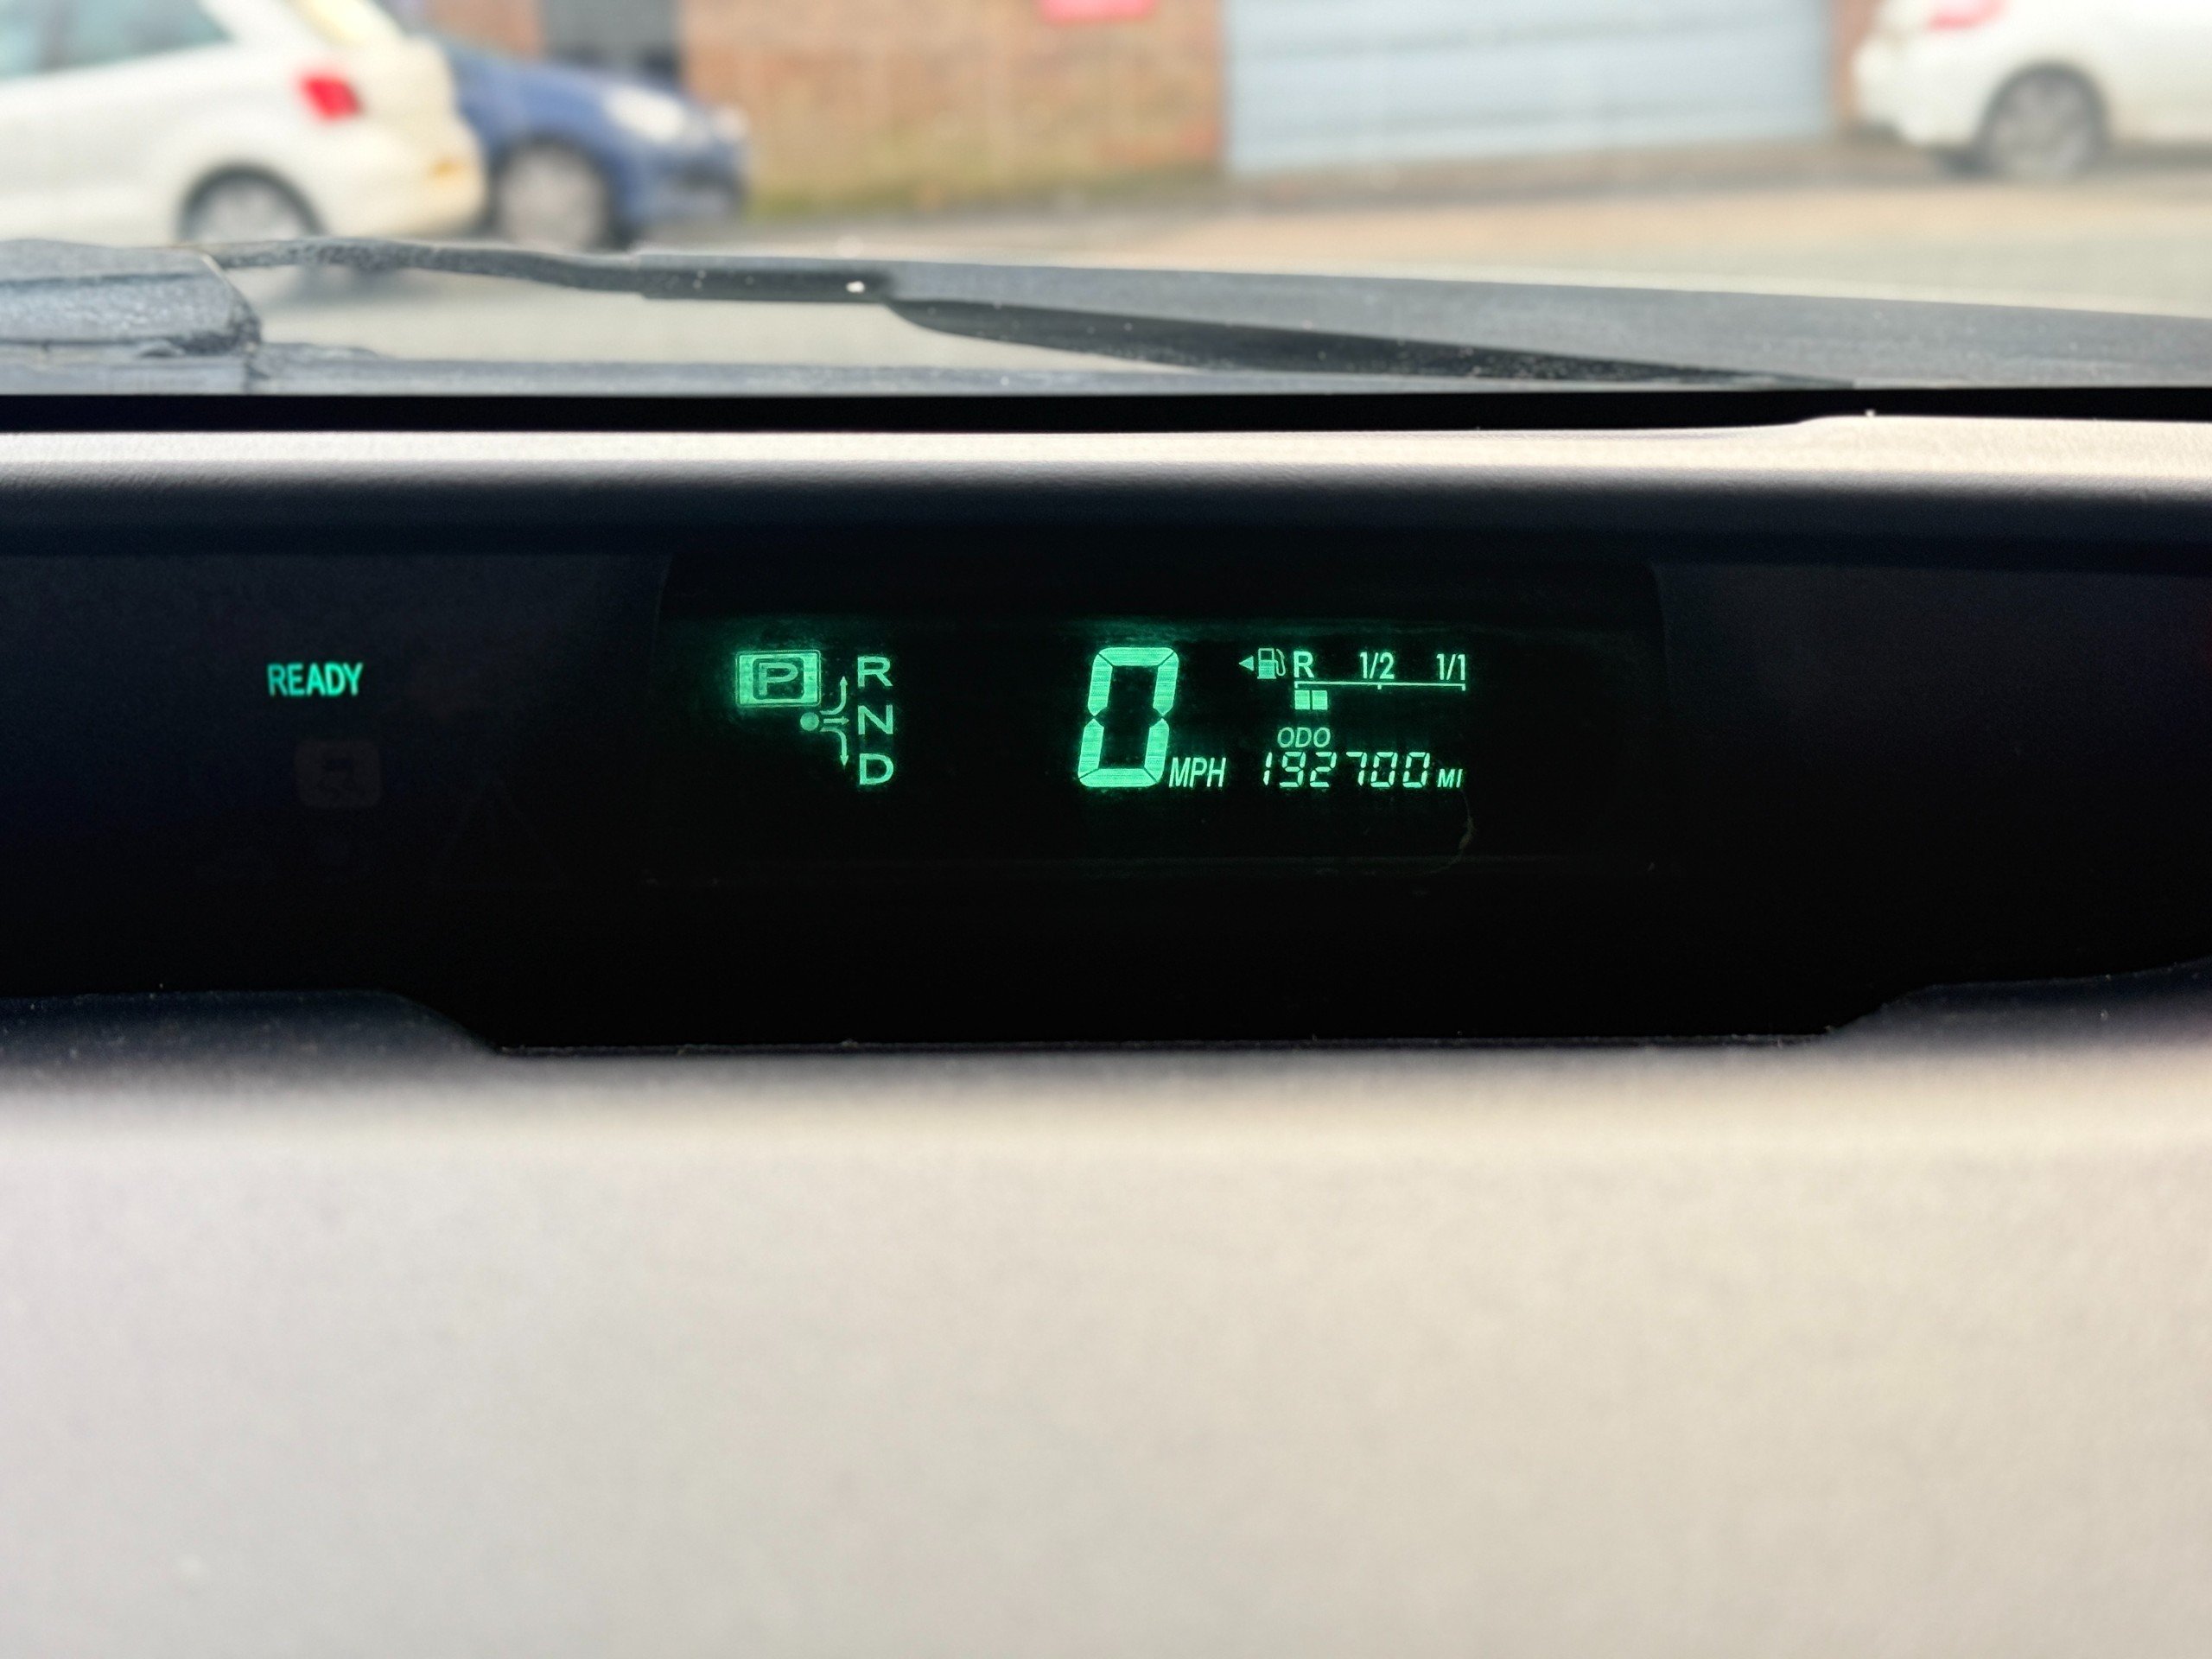 READY
P
R
N
D
0 MPH
R 1/2 1/1
ODO
192700 MI